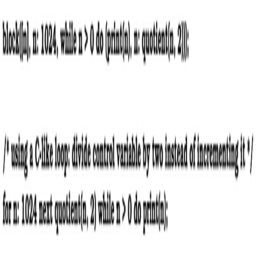 block([n], n: 1024, while n > 0 do (print(n), n: quotient(n, 2)));
/* using a C-like loop: divide control variable by two instead of incrementing it */
for n: 1024 next quotient(n, 2) while n > 0 do print(n);